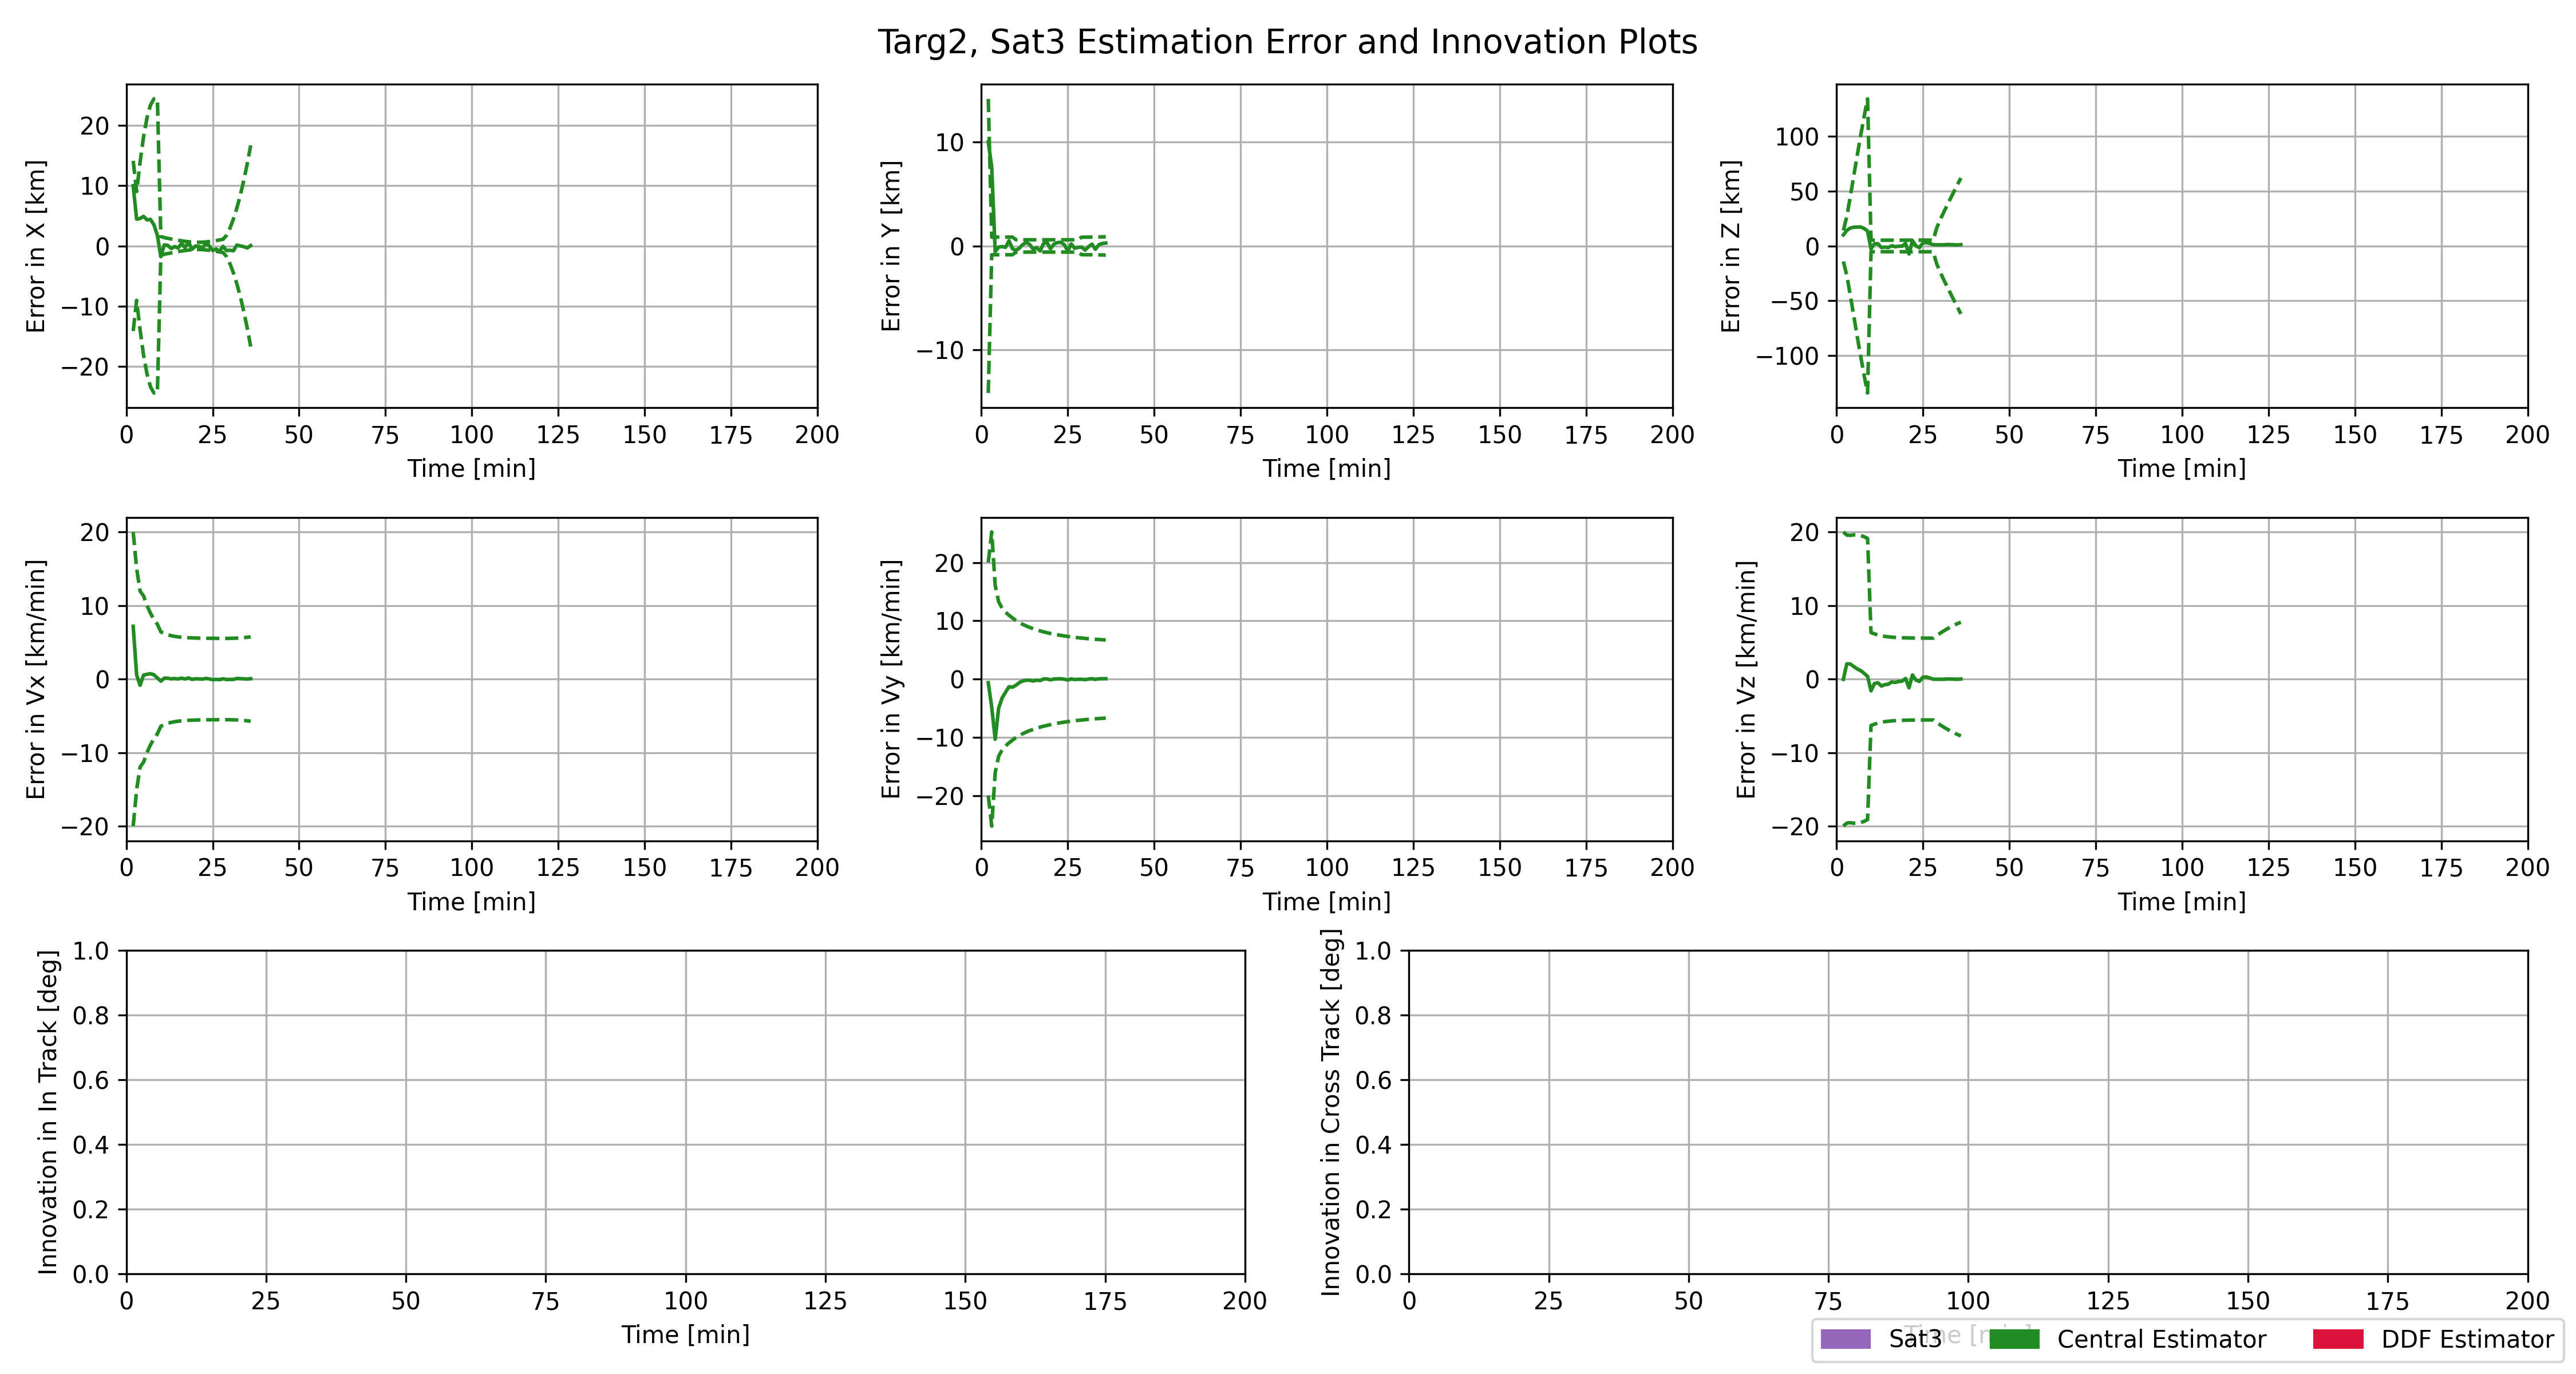 Targ2, Sat3 Estimation Error and Innovation Plots
Error in X [km]
20
10
0
−10
−20
0 25 50 75 100 125 150 175 200
Time [min]
Error in Y [km]
10
0
−10
0 25 50 75 100 125 150 175 200
Time [min]
Error in Z [km]
100
50
0
−50
−100
0 25 50 75 100 125 150 175 200
Time [min]
Error in Vx [km/min]
20
10
0
−10
−20
0 25 50 75 100 125 150 175 200
Time [min]
Error in Vy [km/min]
20
10
0
−10
−20
0 25 50 75 100 125 150 175 200
Time [min]
Error in Vz [km/min]
20
10
0
−10
−20
0 25 50 75 100 125 150 175 200
Time [min]
Innovation in In Track [deg]
1.0
0.8
0.6
0.4
0.2
0.0
0 25 50 75 100 125 150 175 200
Time [min]
Innovation in Cross Track [deg]
1.0
0.8
0.6
0.4
0.2
0.0
0 25 50 75 100 125 150 175 200
Time [min]
Sat3 Central Estimator DDF Estimator